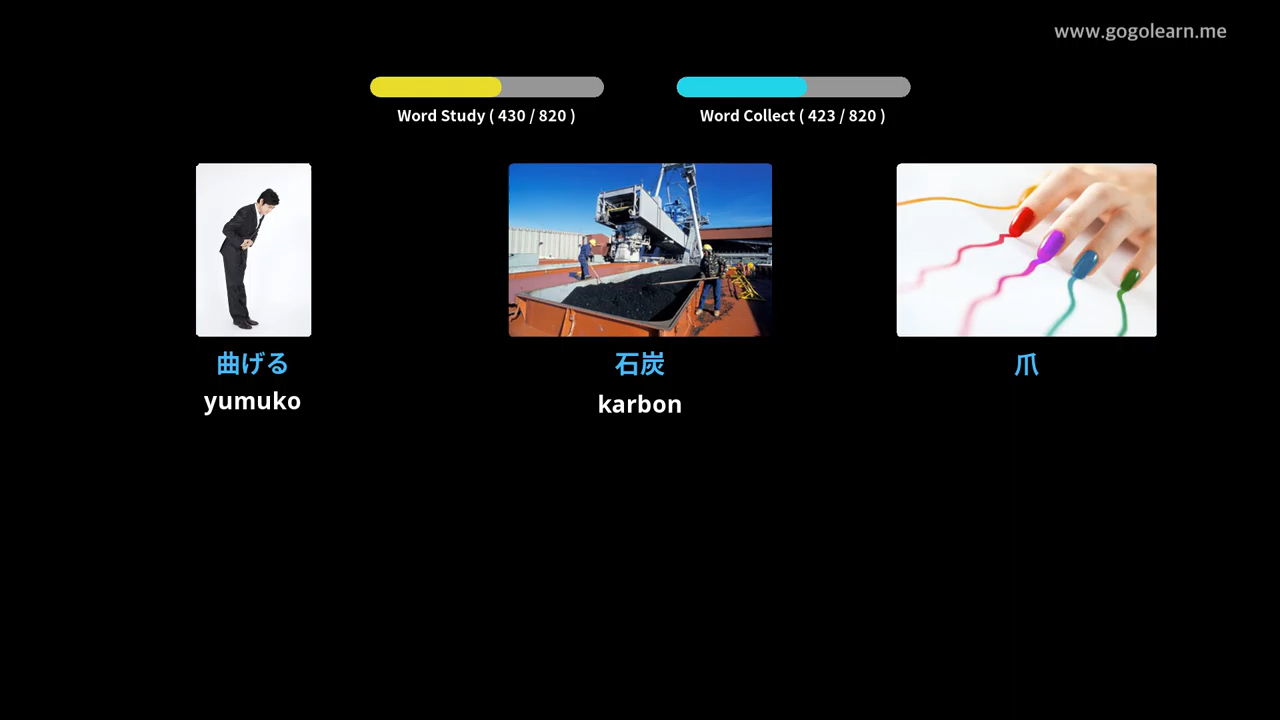 www.gogolearn.me
Word Study ( 430 / 820 )
Word Collect ( 423 / 820 )
曲げる
yumuko
石炭
karbon
爪